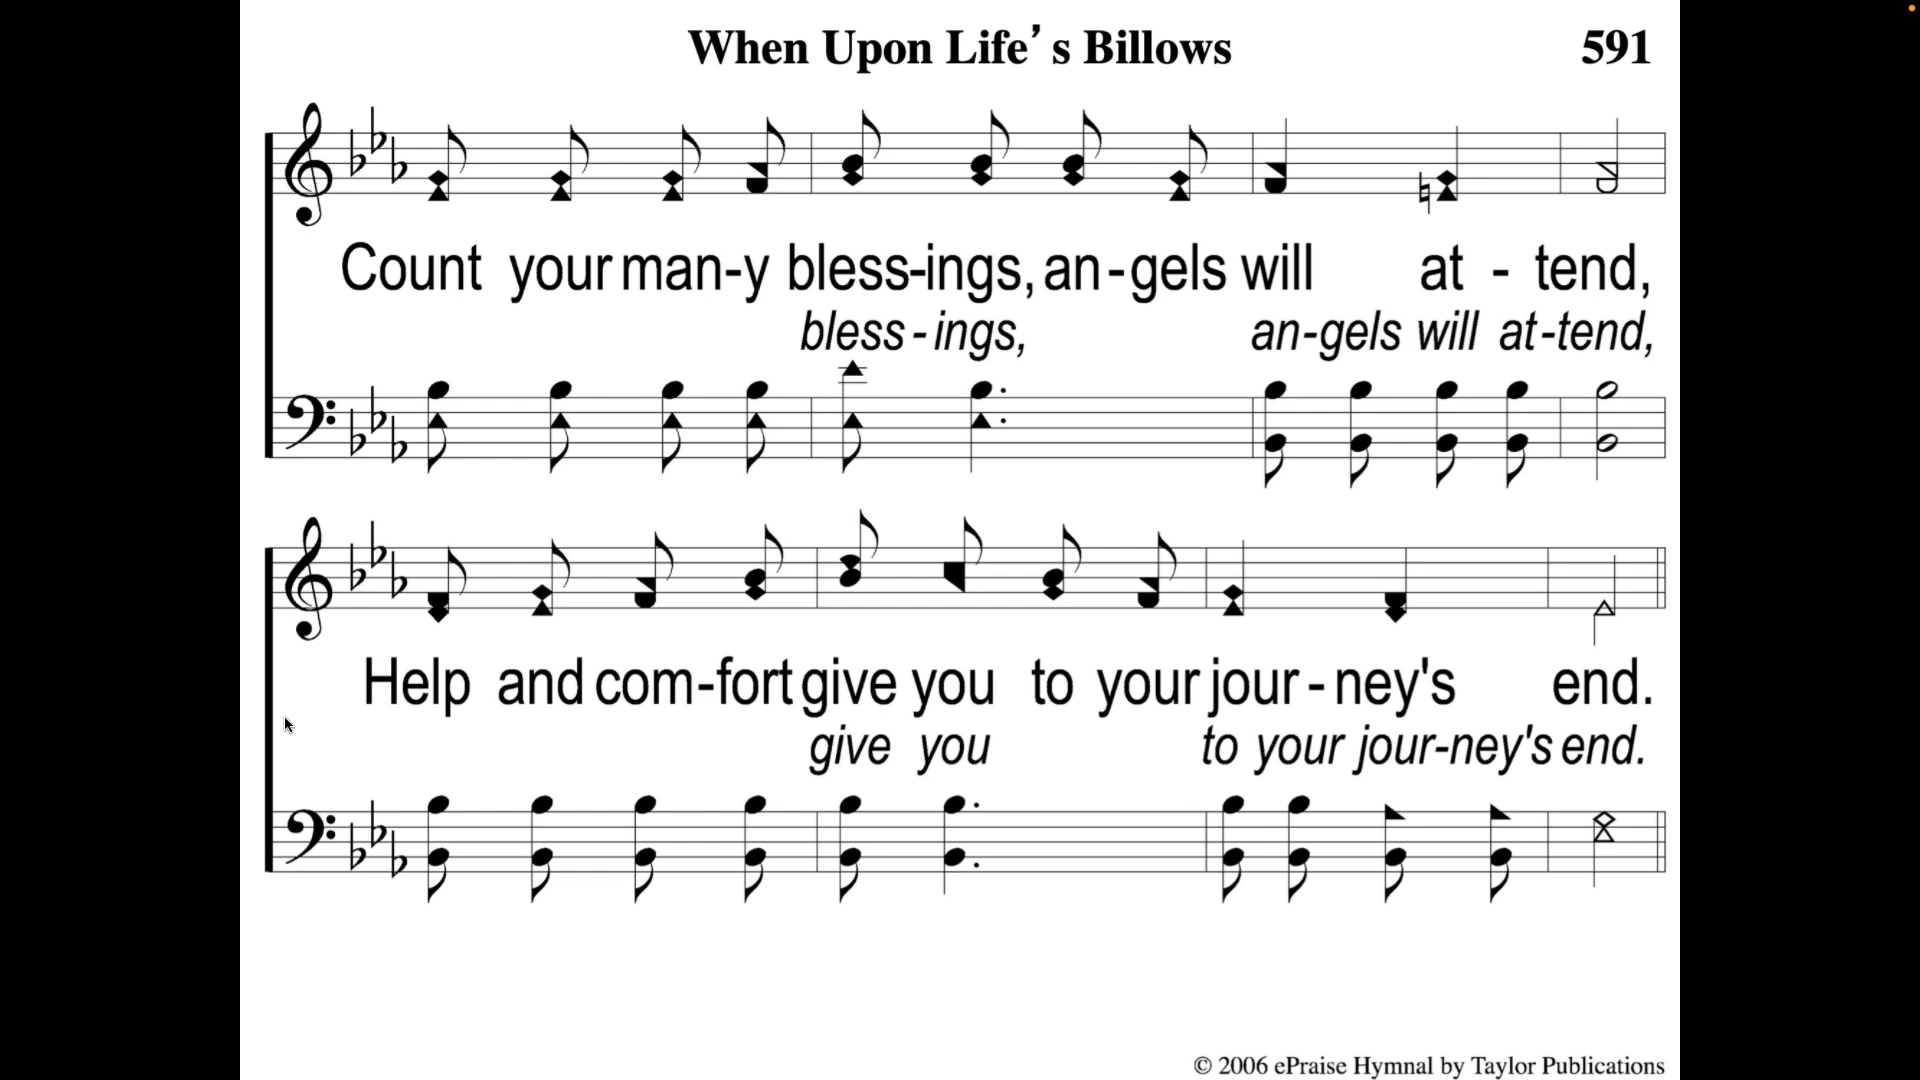 When Upon Life’s Billows 591
Count your man-y bless-ings, an-gels will at - tend,
bless-ings, an-gels will at-tend,
Help and com-fort give you to your jour-ney's end.
give you to your jour-ney's end.
© 2006 ePraise Hymnal by Taylor Publications